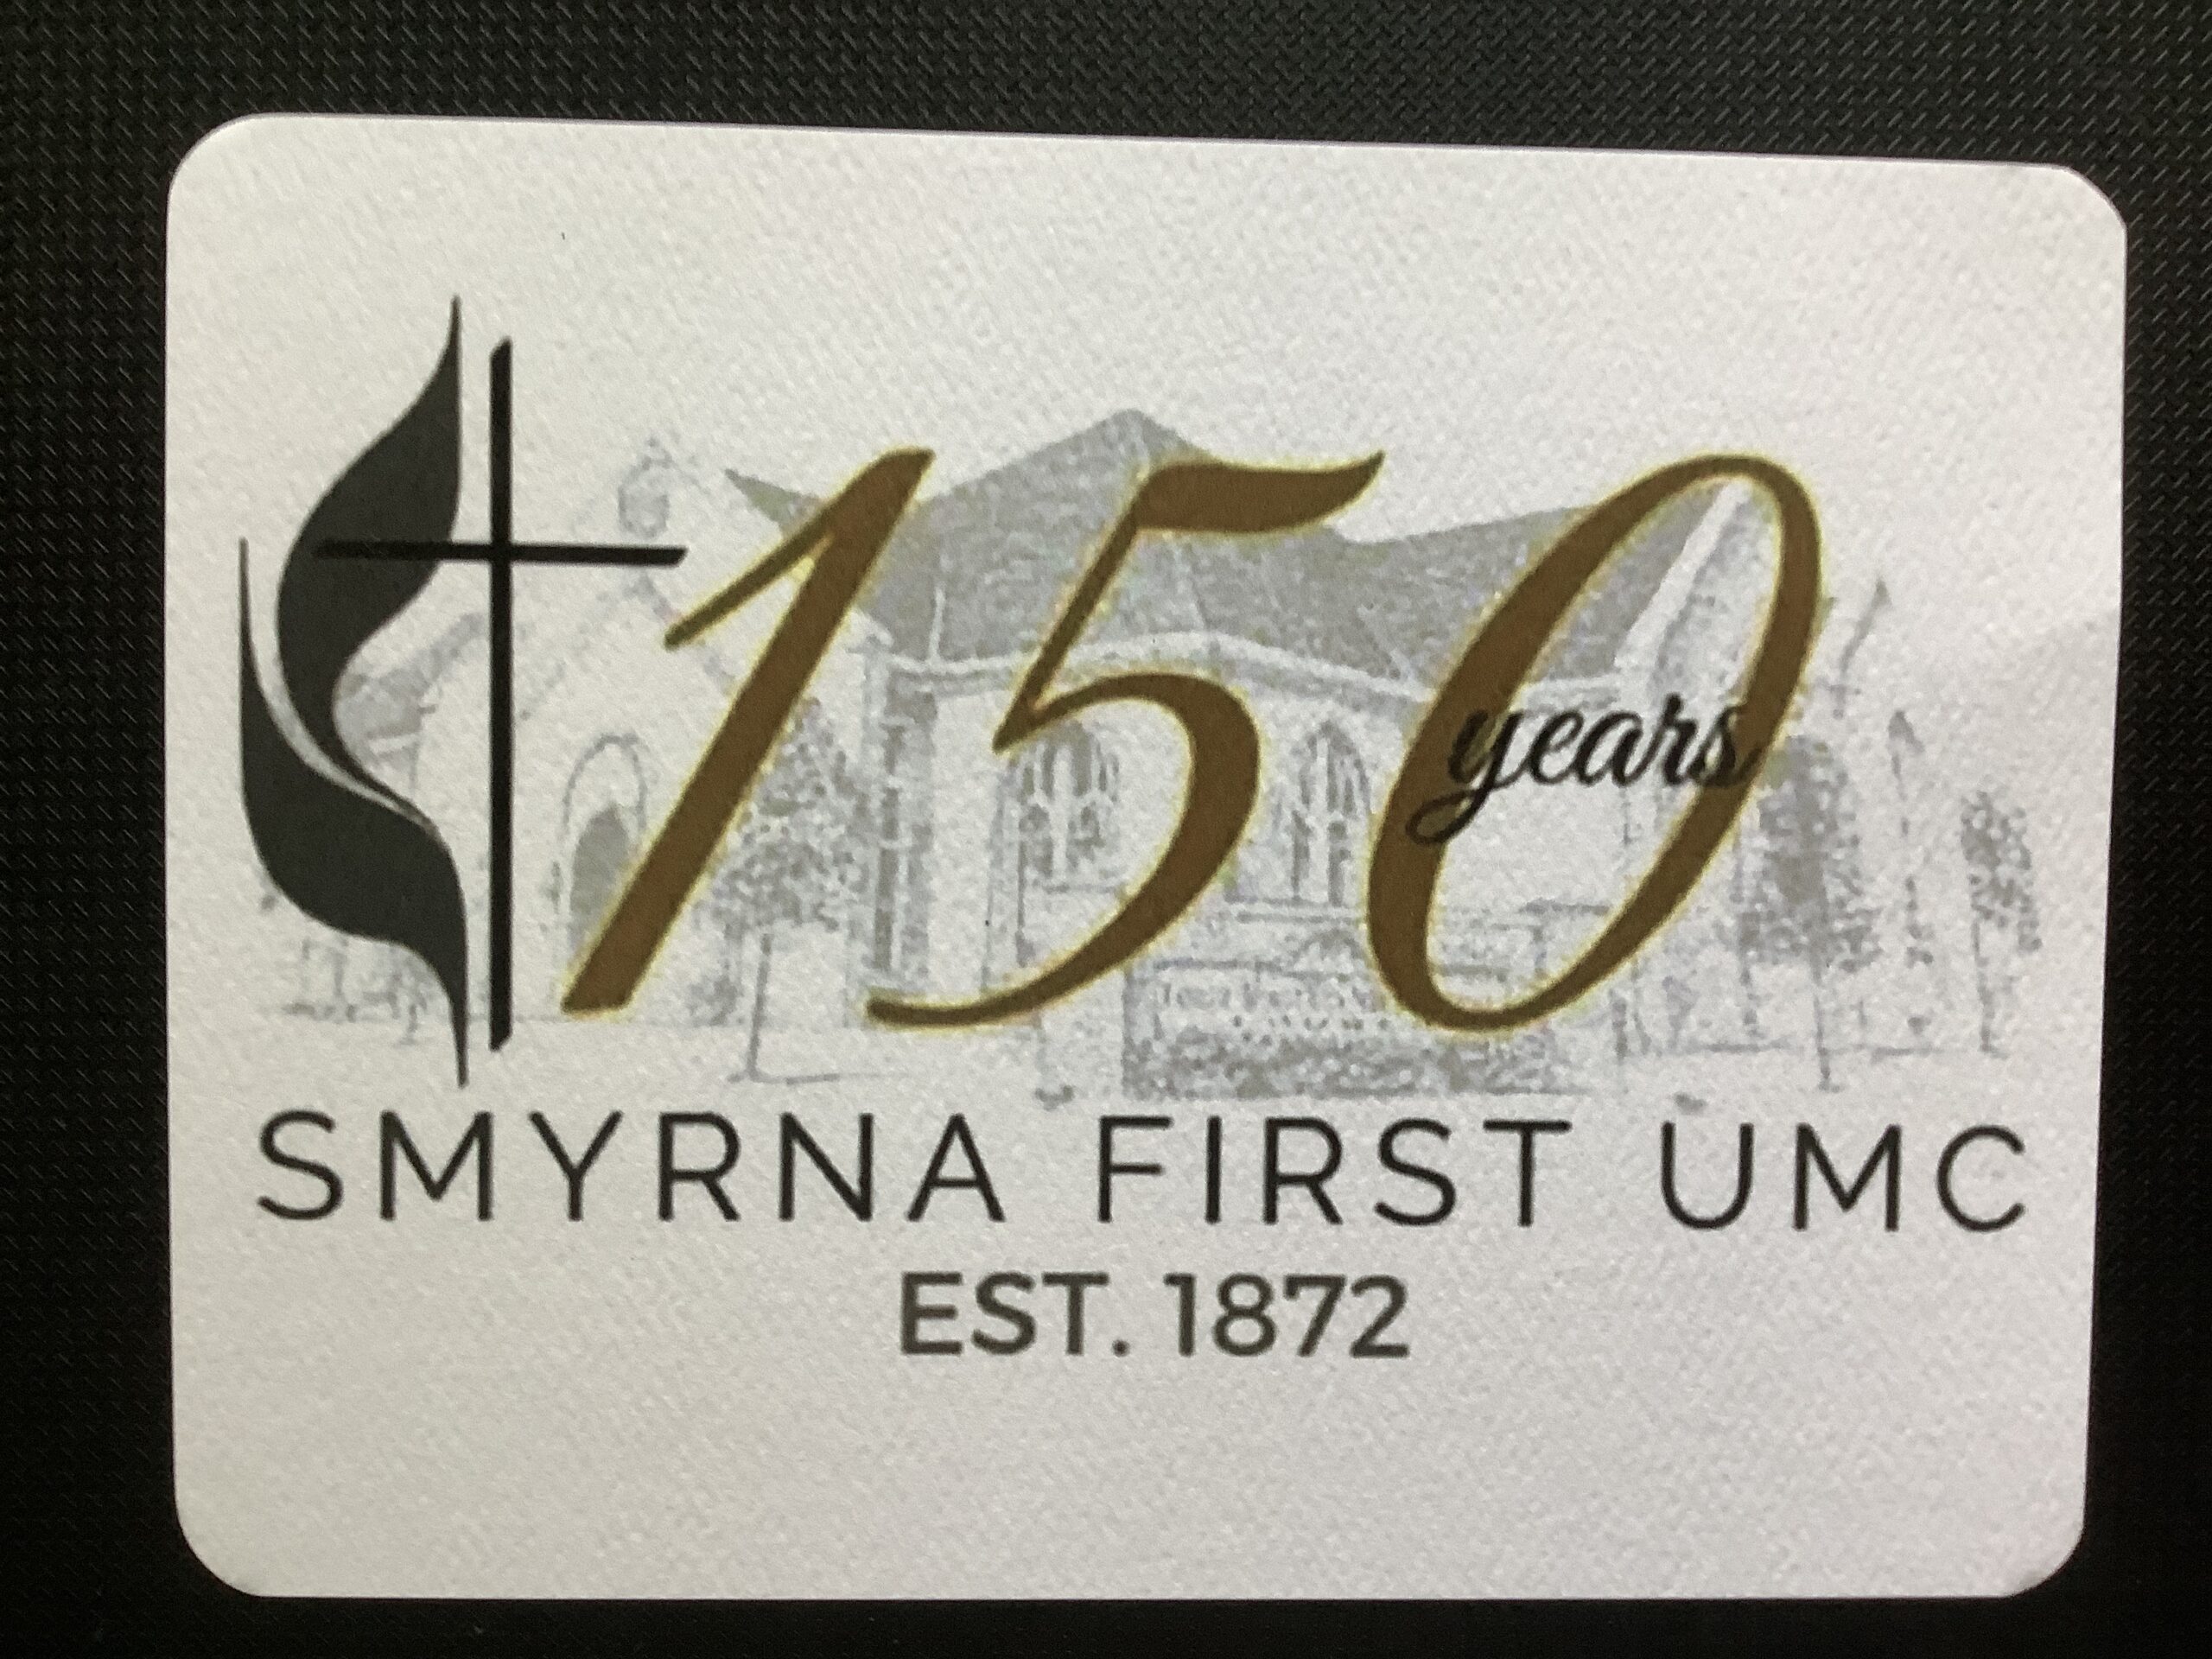 150
years
SMYRNA FIRST UMC
EST. 1872